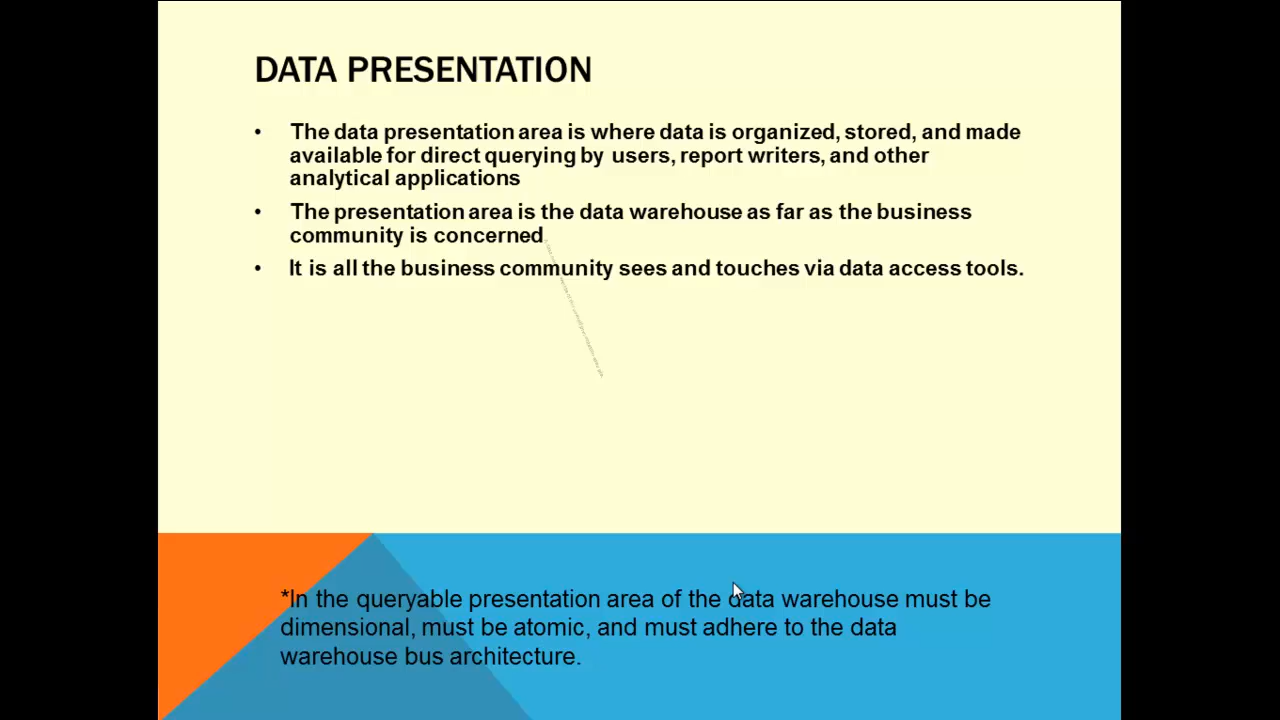 DATA PRESENTATION
• The data presentation area is where data is organized, stored, and made
available for direct querying by users, report writers, and other
analytical applications
• The presentation area is the data warehouse as far as the business
community is concerned
• It is all the business community sees and touches via data access tools.
*In the queryable presentation area of the data warehouse must be
dimensional, must be atomic, and must adhere to the data
warehouse bus architecture.